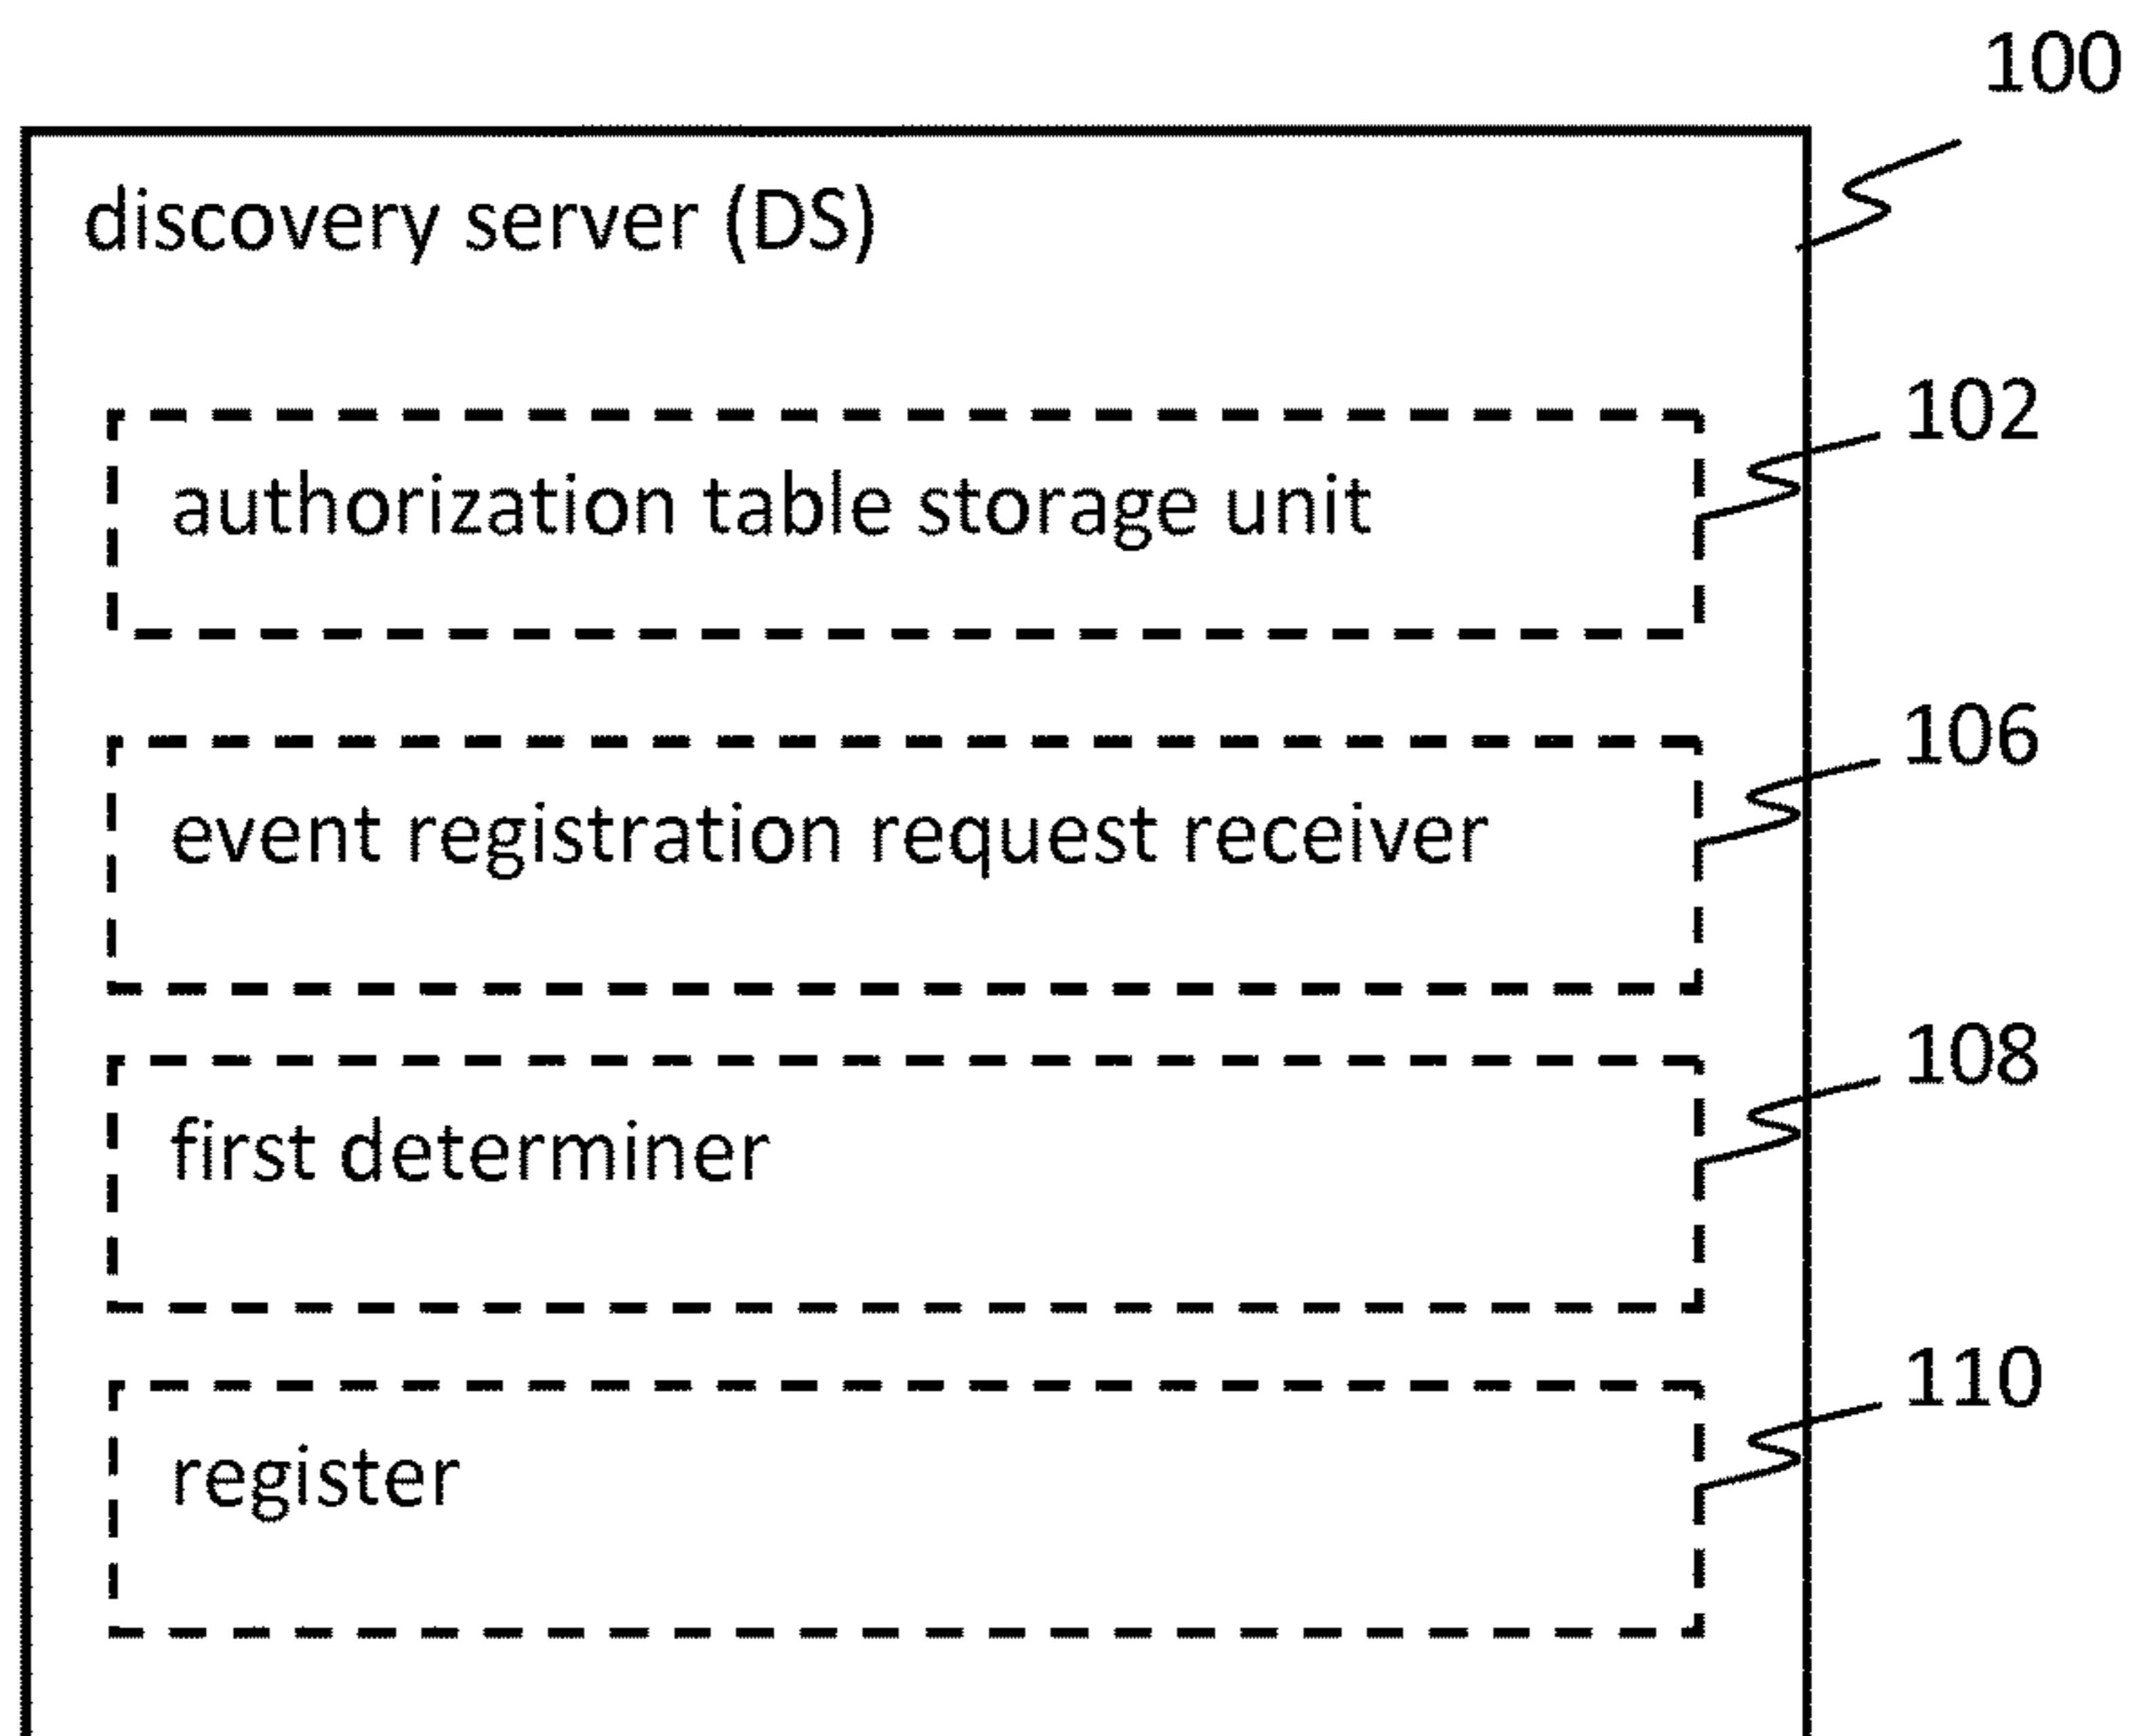 100
discovery server (DS)
102
authorization table storage unit
106
event registration request receiver
108
first determiner
110
register